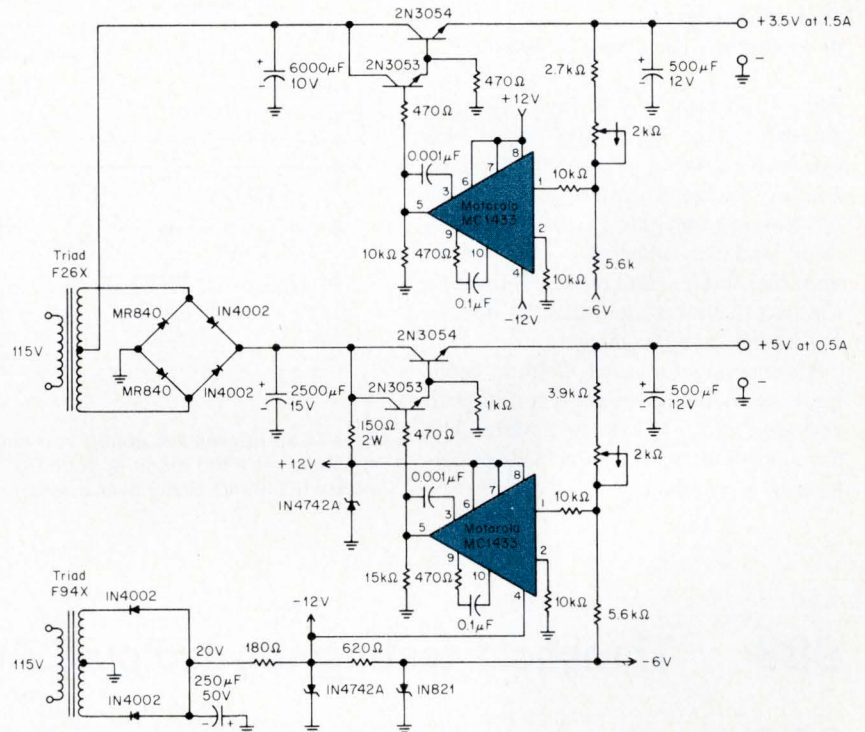 2N3054
+3.5V at 1.5A
+
-
6000µF
10V
2N3053
470Ω
470Ω
2.7kΩ
+
-
500µF
12V
-
+12V
2kΩ
0.001µF
6
7
8
3
1
10kΩ
5
Motorola
MC1433
9
10
2
4
10kΩ
470Ω
0.1µF
10kΩ
5.6k
-12V
-6V
Triad
F26X
115V
MR840
IN4002
MR840
IN4002
2N3054
+5V at 0.5A
+
-
2500µF
15V
2N3053
1kΩ
3.9kΩ
+
-
500µF
12V
-
150Ω
2W
470Ω
2kΩ
+12V
0.001µF
6
7
8
3
1
10kΩ
IN4742A
5
Motorola
MC1433
9
10
2
4
15kΩ
470Ω
0.1µF
10kΩ
5.6kΩ
Triad
F94X
IN4002
115V
IN4002
20V
250µF
50V
-
+
180Ω
-12V
620Ω
-6V
IN4742A
IN821